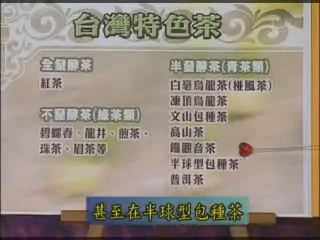 台灣特色茶
全發酵茶
紅茶
不發酵茶(綠茶類)
碧螺春、龍井、煎茶、
珠茶、眉茶等
半發酵茶(青茶類)
白毫烏龍茶(椪風茶)
凍頂烏龍茶
文山包種茶
高山茶
鐵觀音茶
半球型包種茶
普洱茶
甚至在半球型包種茶